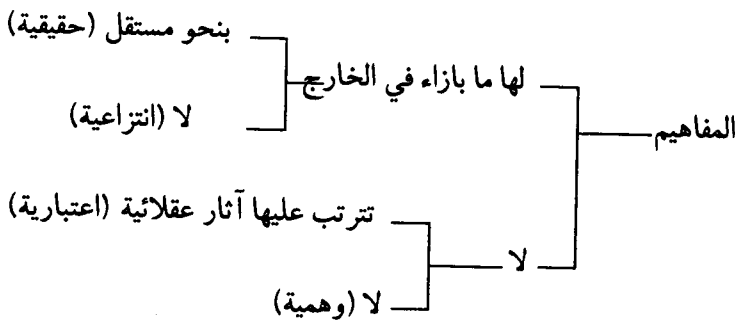 بنحو مستقل (حقيقية)
لها ما بازاء في الخارج
لا (انتزاعية)
المفاهيم
تترتب عليها آثار عقلائية (اعتبارية)
لا
لا (وهمية)